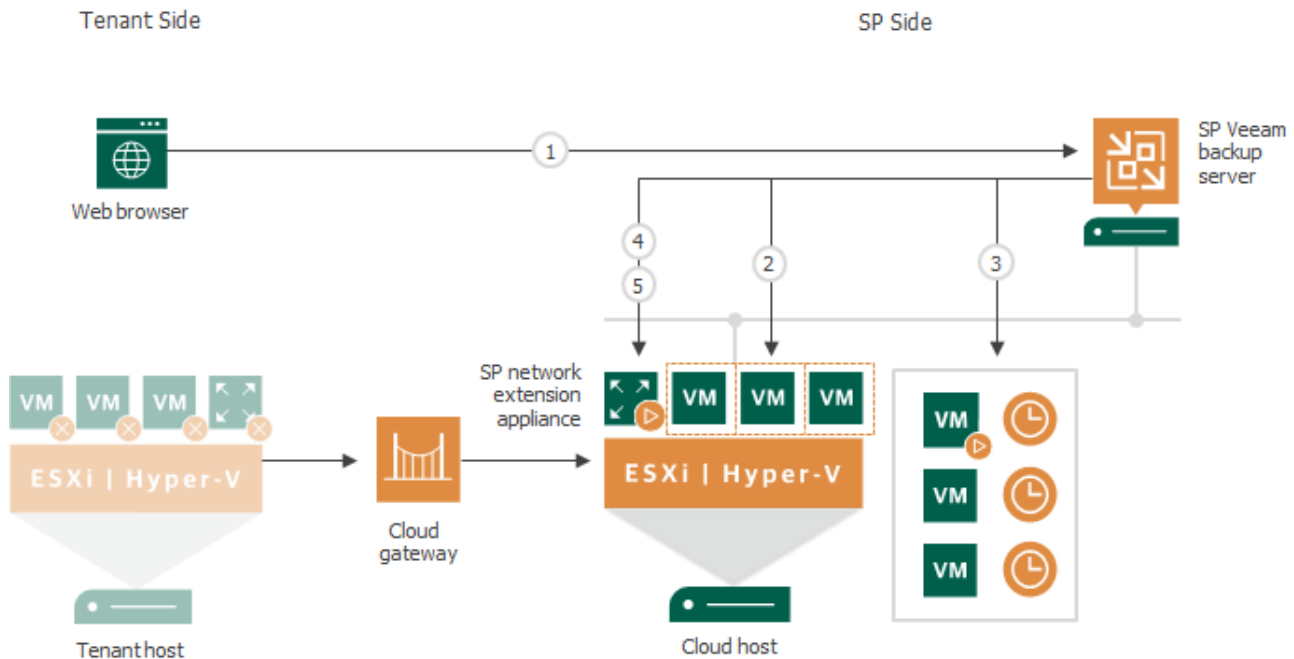 Tenant Side
SP Side
1
SP Veeam
backup
server
Web browser
4
2
3
5
SP network
extension
appliance
VM
VM
VM
VM
VM
VM
VM
ESXi | Hyper-V
ESXi | Hyper-V
VM
Cloud
gateway
VM
Tenant host
Cloud host